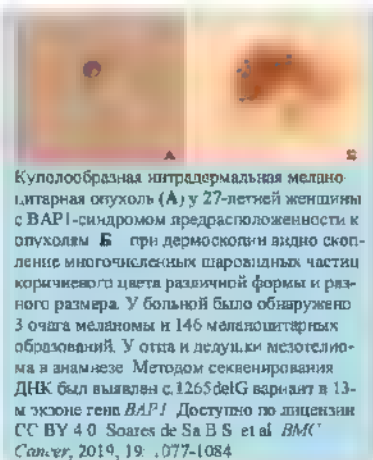 А Б
Куполообразная интрадермальная мелано-
цитарная опухоль (А) у 27-летней женщины
с BAP1-синдромом предрасположенности к
опухолям Б при дермоскопии видно скоп-
ление многочисленных шаровидных частиц
коричневого цвета различной формы и раз-
ного размера. У больной было обнаружено
3 очага меланомы и 146 меланоцитарных
образований. У отца и дедушки мезотелио-
ма в анамнезе Методом секвенирования
ДНК был выявлен c.1265delG вариант в 13-
м экзоне гена BAP1 Доступно по лицензии
CC BY 4 0 Soares de Sa B S et al BMC
Cancer, 2019, 19: 1077-1084